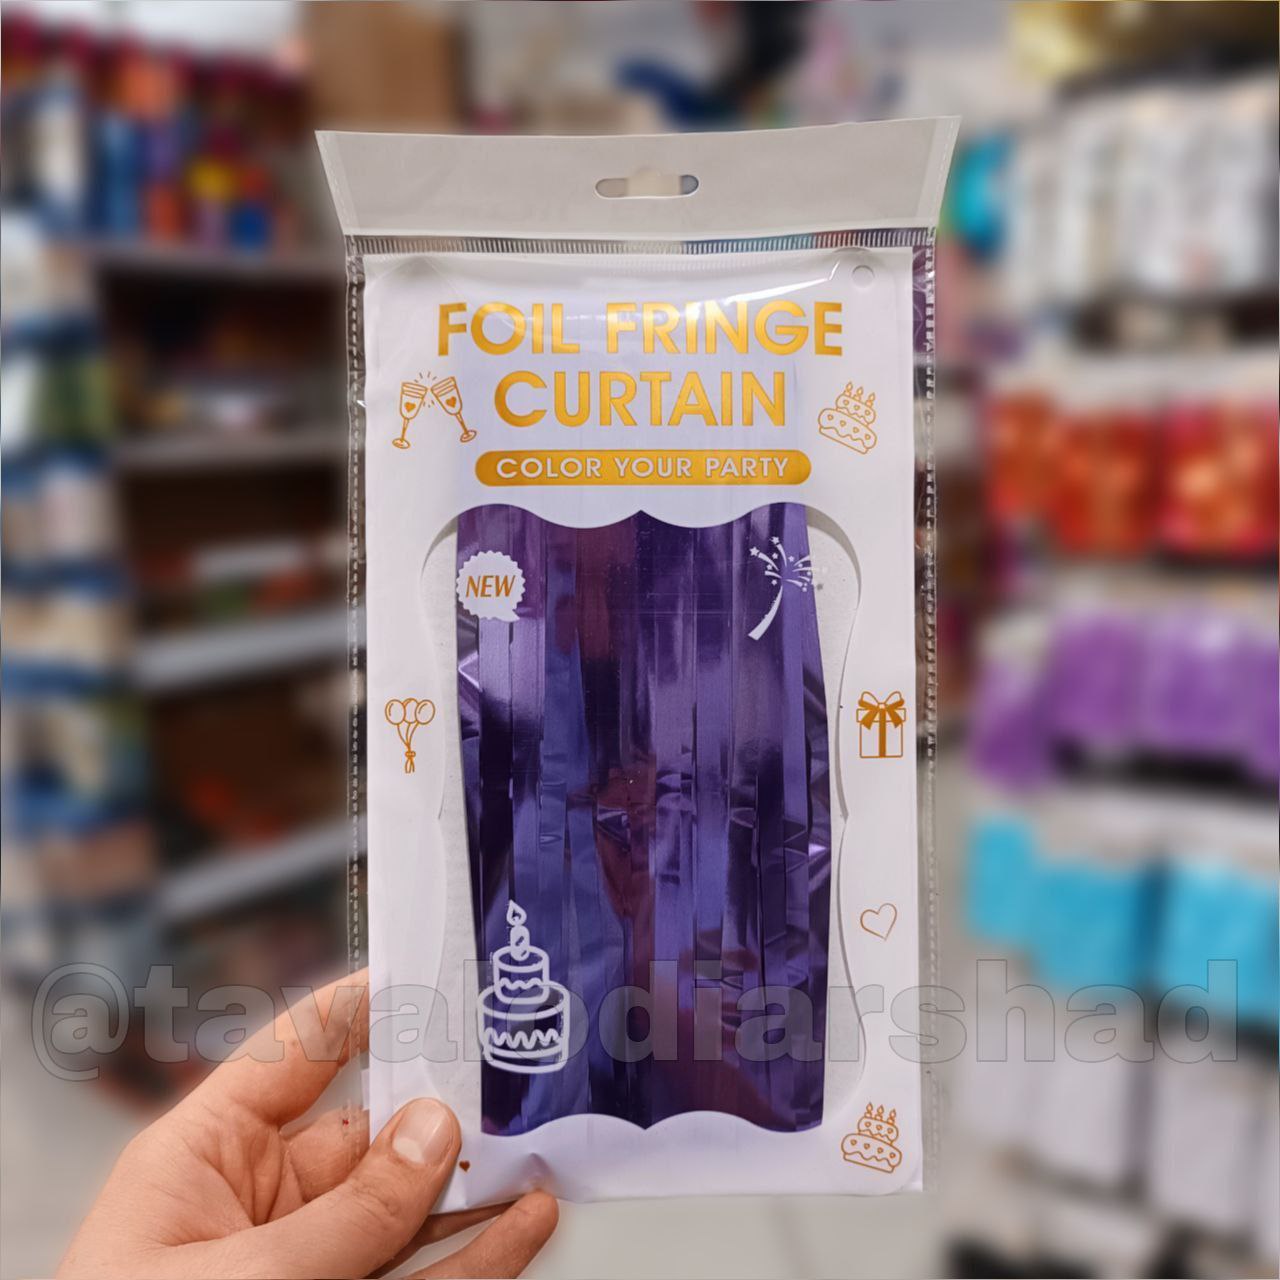 FOIL FRINGE
CURTAIN
COLOR YOUR PARTY
NEW
@tavalodiarshad